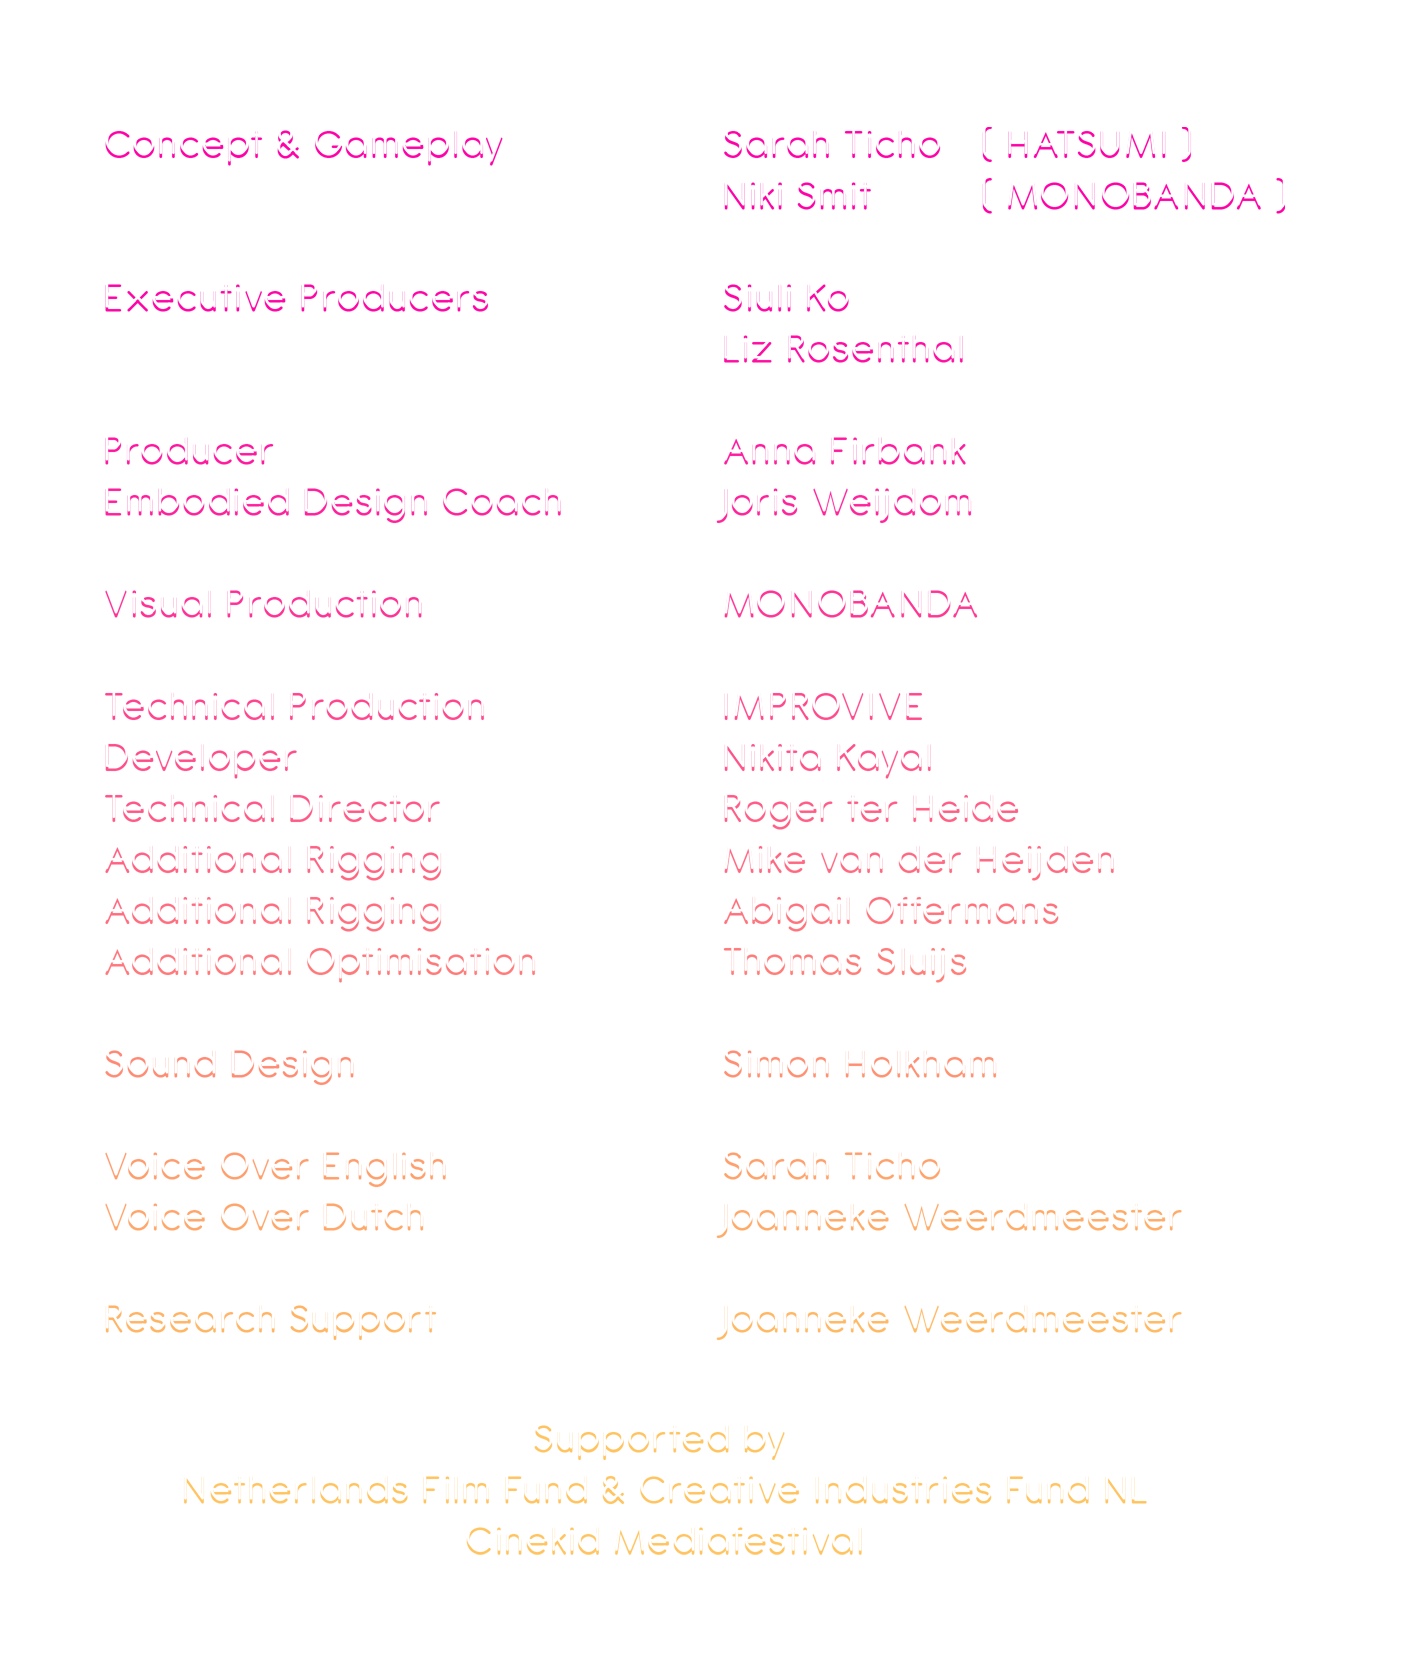 Concept & Gameplay Sarah Ticho ( HATSUMI )
Niki Smit ( MONOBANDA )
Executive Producers Siuli Ko
Liz Rosenthal
Producer Anna Firbank
Embodied Design Coach Joris Weijdom
Visual Production MONOBANDA
Technical Production IMPROVIVE
Developer Nikita Kayal
Technical Director Roger ter Heide
Additional Rigging Mike van der Heijden
Additional Rigging Abigail Offermans
Additional Optimisation Thomas Sluijs
Sound Design Simon Holkham
Voice Over English Sarah Ticho
Voice Over Dutch Joanneke Weerdmeester
Research Support Joanneke Weerdmeester
Supported by
Netherlands Film Fund & Creative Industries Fund NL
Cinekid Mediafestival